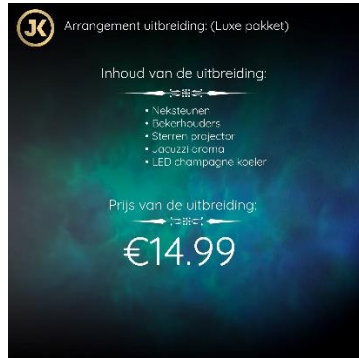 JK
Arrangement uitbreiding: (Luxe pakket)
Inhoud van de uitbreiding:
• Neksteunen
• Bekerhouders
• Sterren projector
• Jacuzzi aroma
• LED champagne koeler
Prijs van de uitbreiding:
€14.99